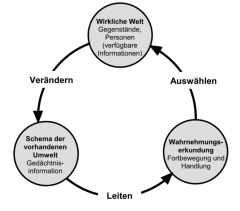 Wirkliche Welt
Gegenstände,
Personen
(verfügbare
Informationen)
Verändern
Auswählen
Schema der
vorhandenen
Umwelt
Gedächtnis-
information
Wahrnehmungs-
erkundung
Fortbewegung und
Handlung
Leiten